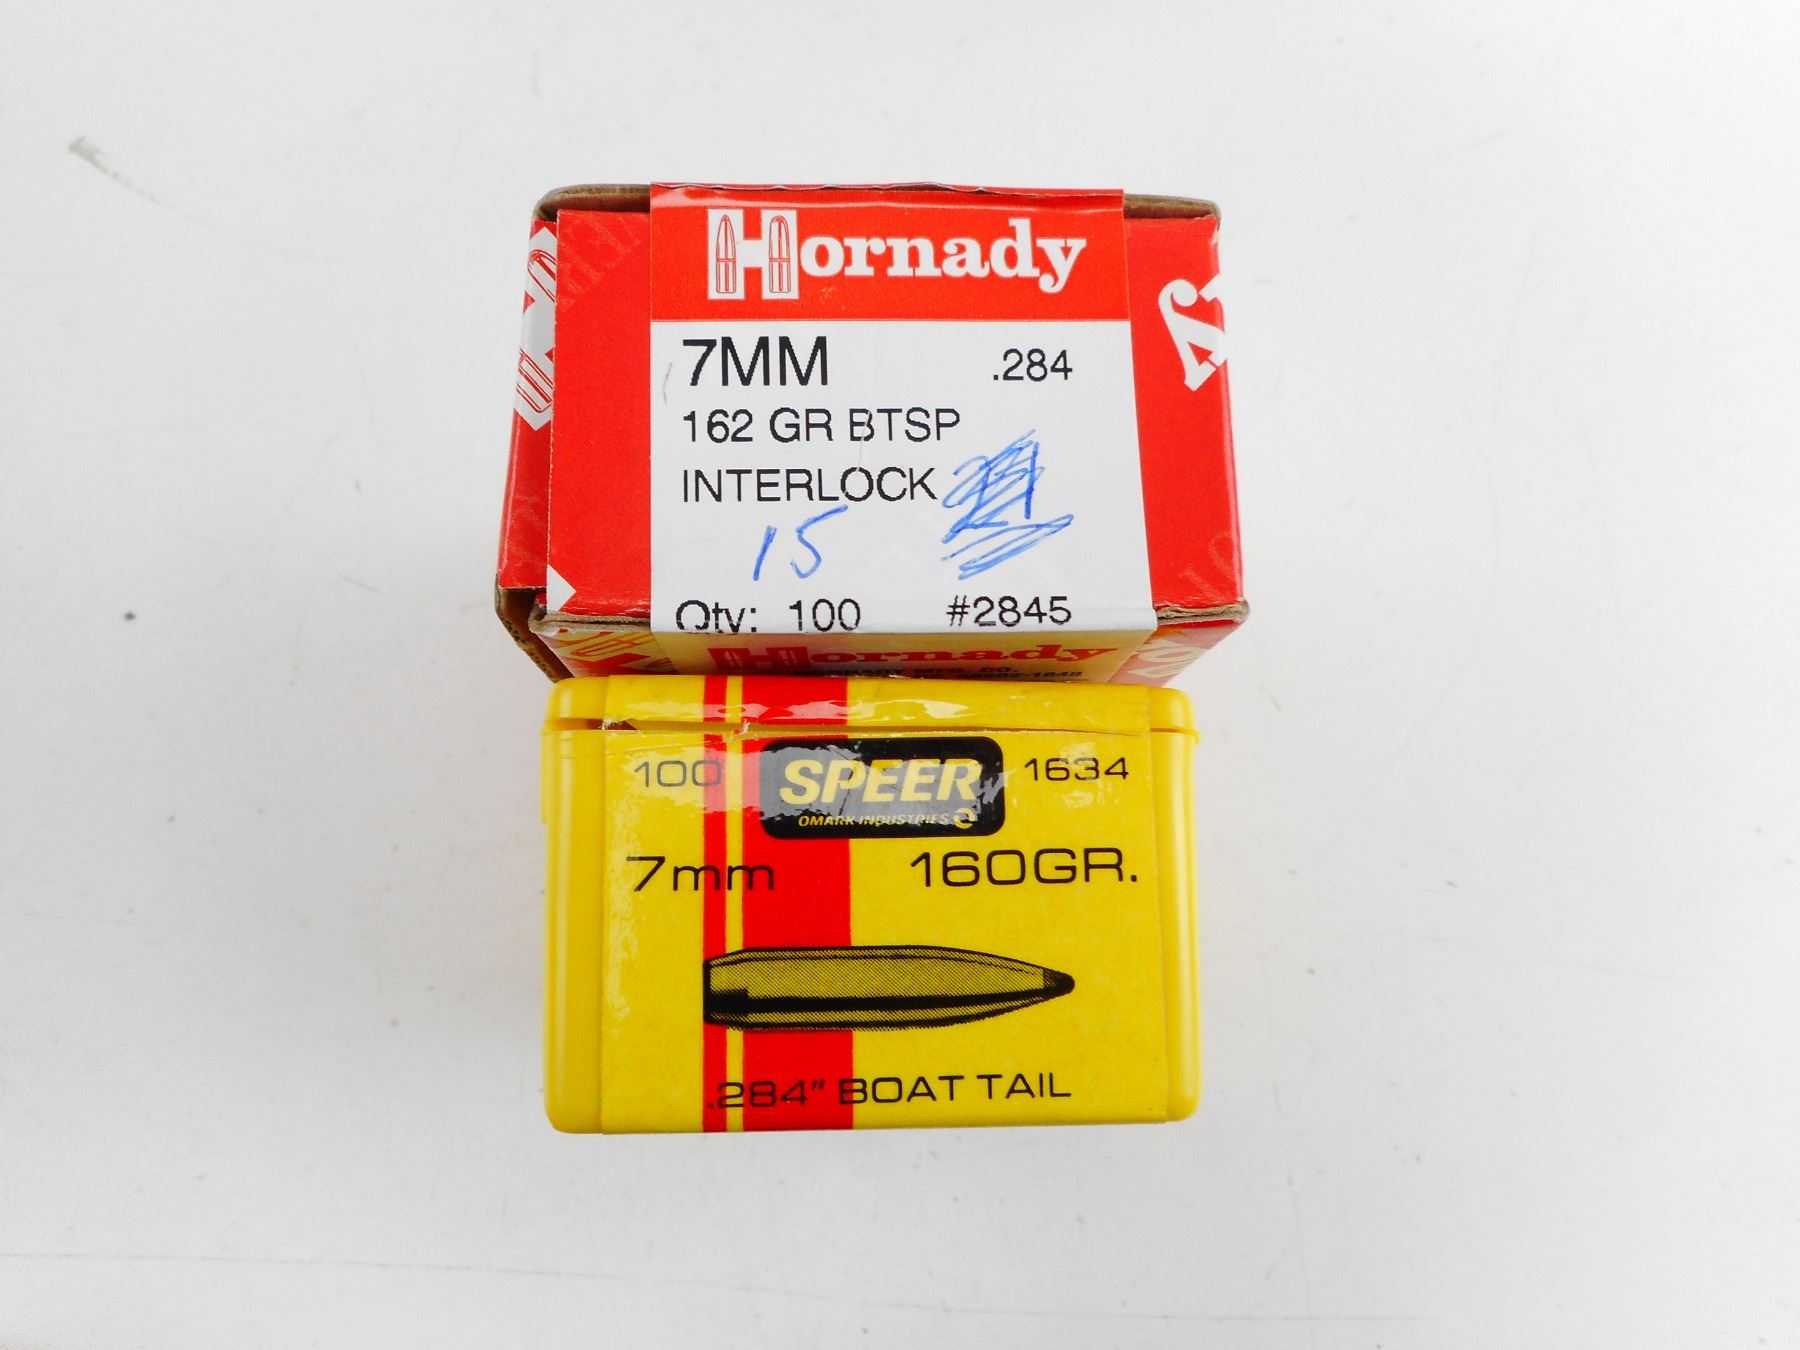 Hornady
7MM .284
162 GR BTSP
INTERLOCK
15
Qty: 100 #2845
Hornady
100 SPEER 1634
OMARK INDUSTRIES
7mm 160GR.
.284" BOAT TAIL